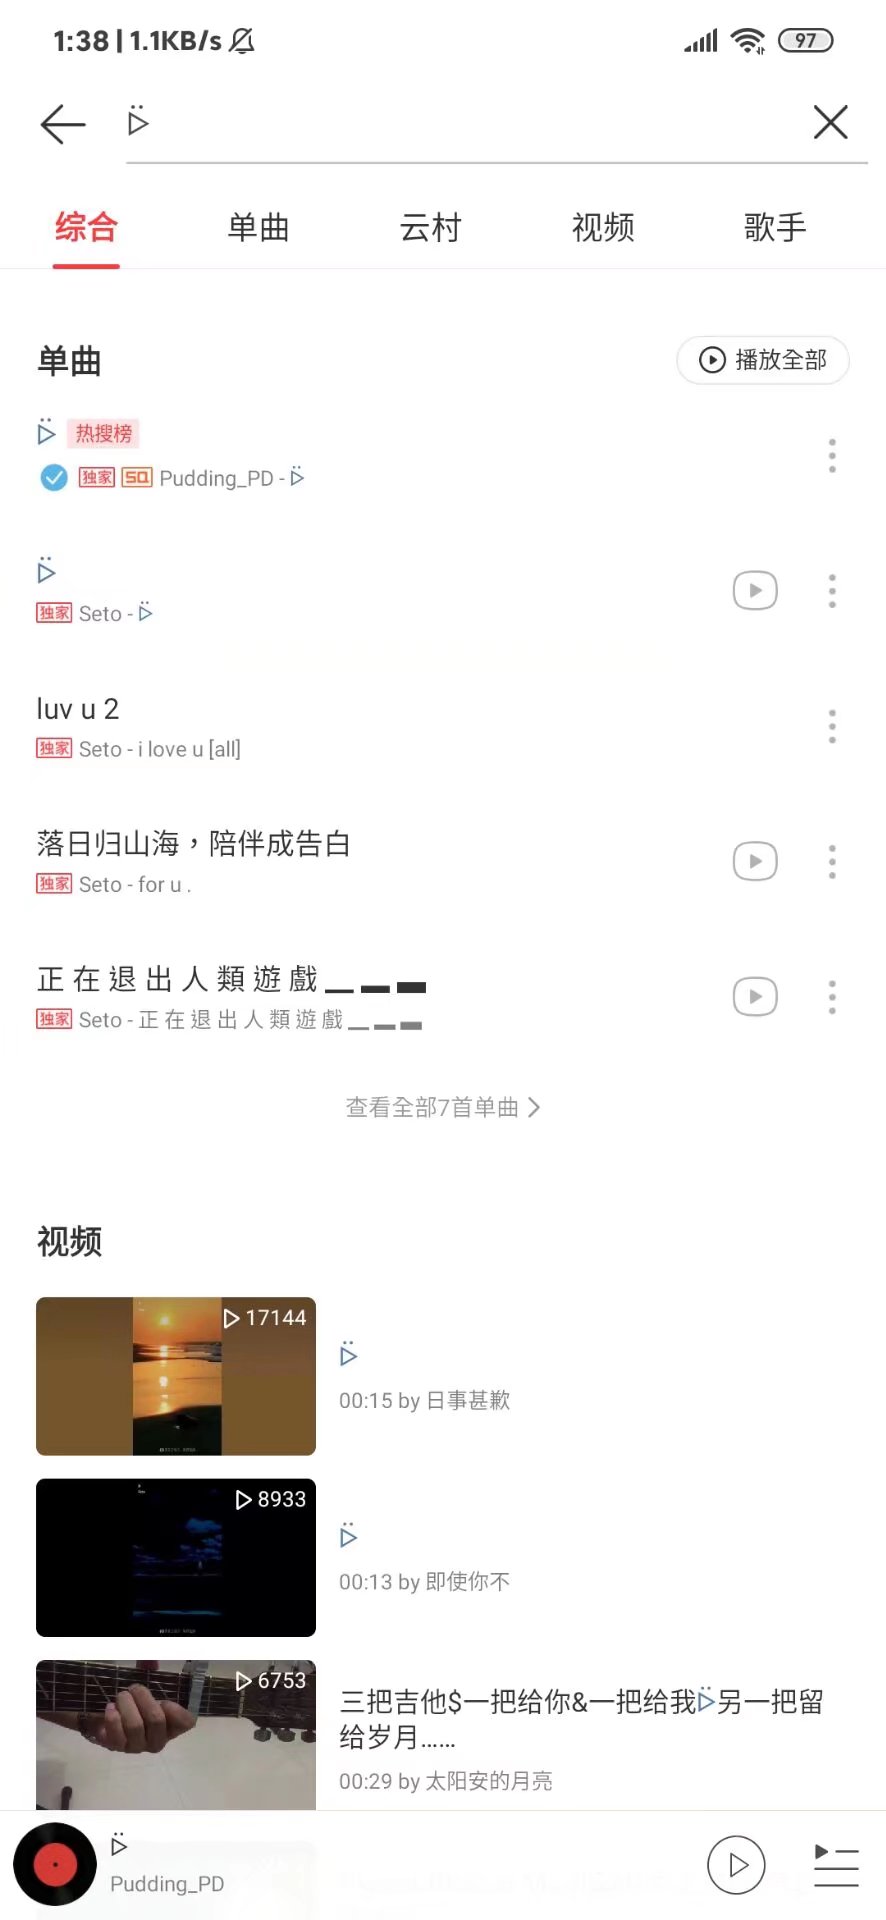 1:38 | 1.1KB/s
97
ᐅ̈
综合 单曲 云村 视频 歌手
单曲
播放全部
ᐅ̈ 热搜榜
独家 SQ Pudding_PD - ᐅ̈
ᐅ̈
独家 Seto - ᐅ̈
luv u 2
独家 Seto - i love u [all]
落日归山海，陪伴成告白
独家 Seto - for u .
正 在 退 出 人 類 遊 戲 ▁ ▂ ▃
独家 Seto - 正 在 退 出 人 類 遊 戲 ▁ ▂ ▃
查看全部7首单曲 >
视频
17144
ᐅ̈
00:15 by 日事甚歉
8933
ᐅ̈
00:13 by 即使你不
6753
三把吉他$一把给你&一把给我ᐅ̈另一把留
给岁月……
00:29 by 太阳安的月亮
ᐅ̈
Pudding_PD